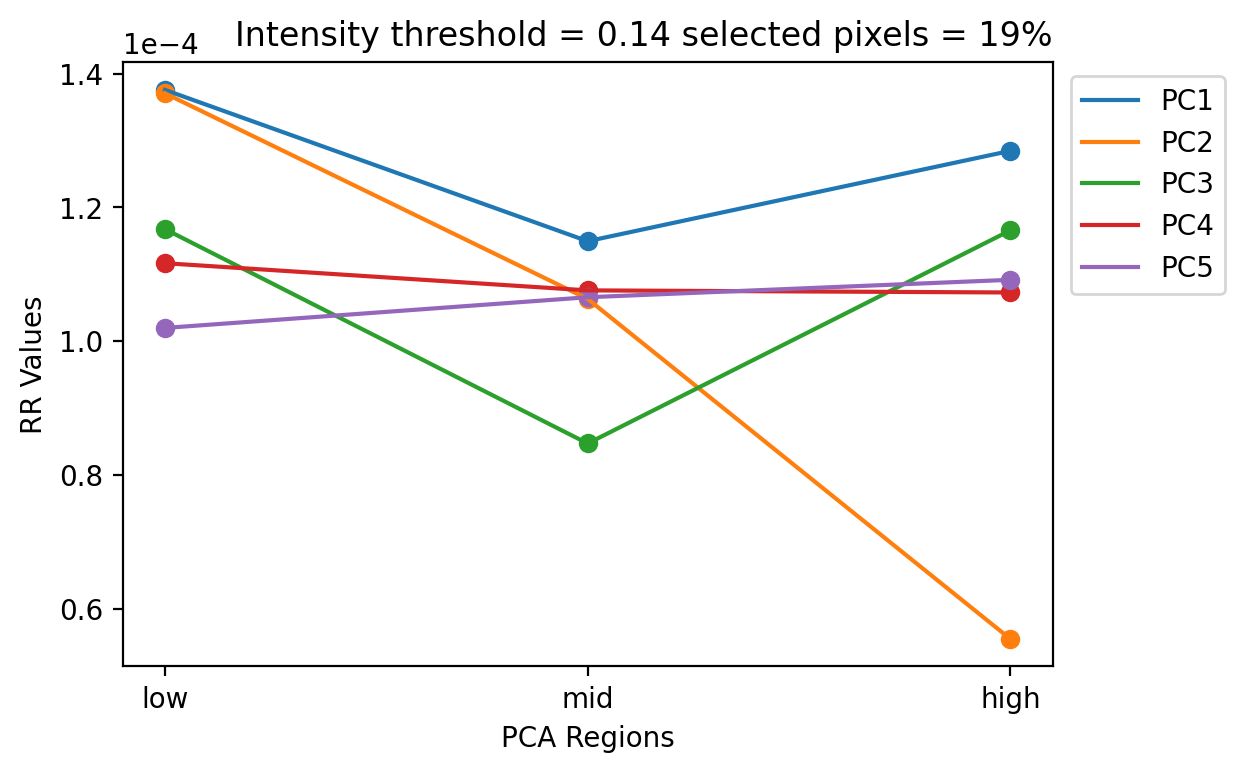 Intensity threshold = 0.14 selected pixels = 19%
1e−4
1.4
1.2
1.0
0.8
0.6
RR Values
low
mid
high
PCA Regions
PC1
PC2
PC3
PC4
PC5